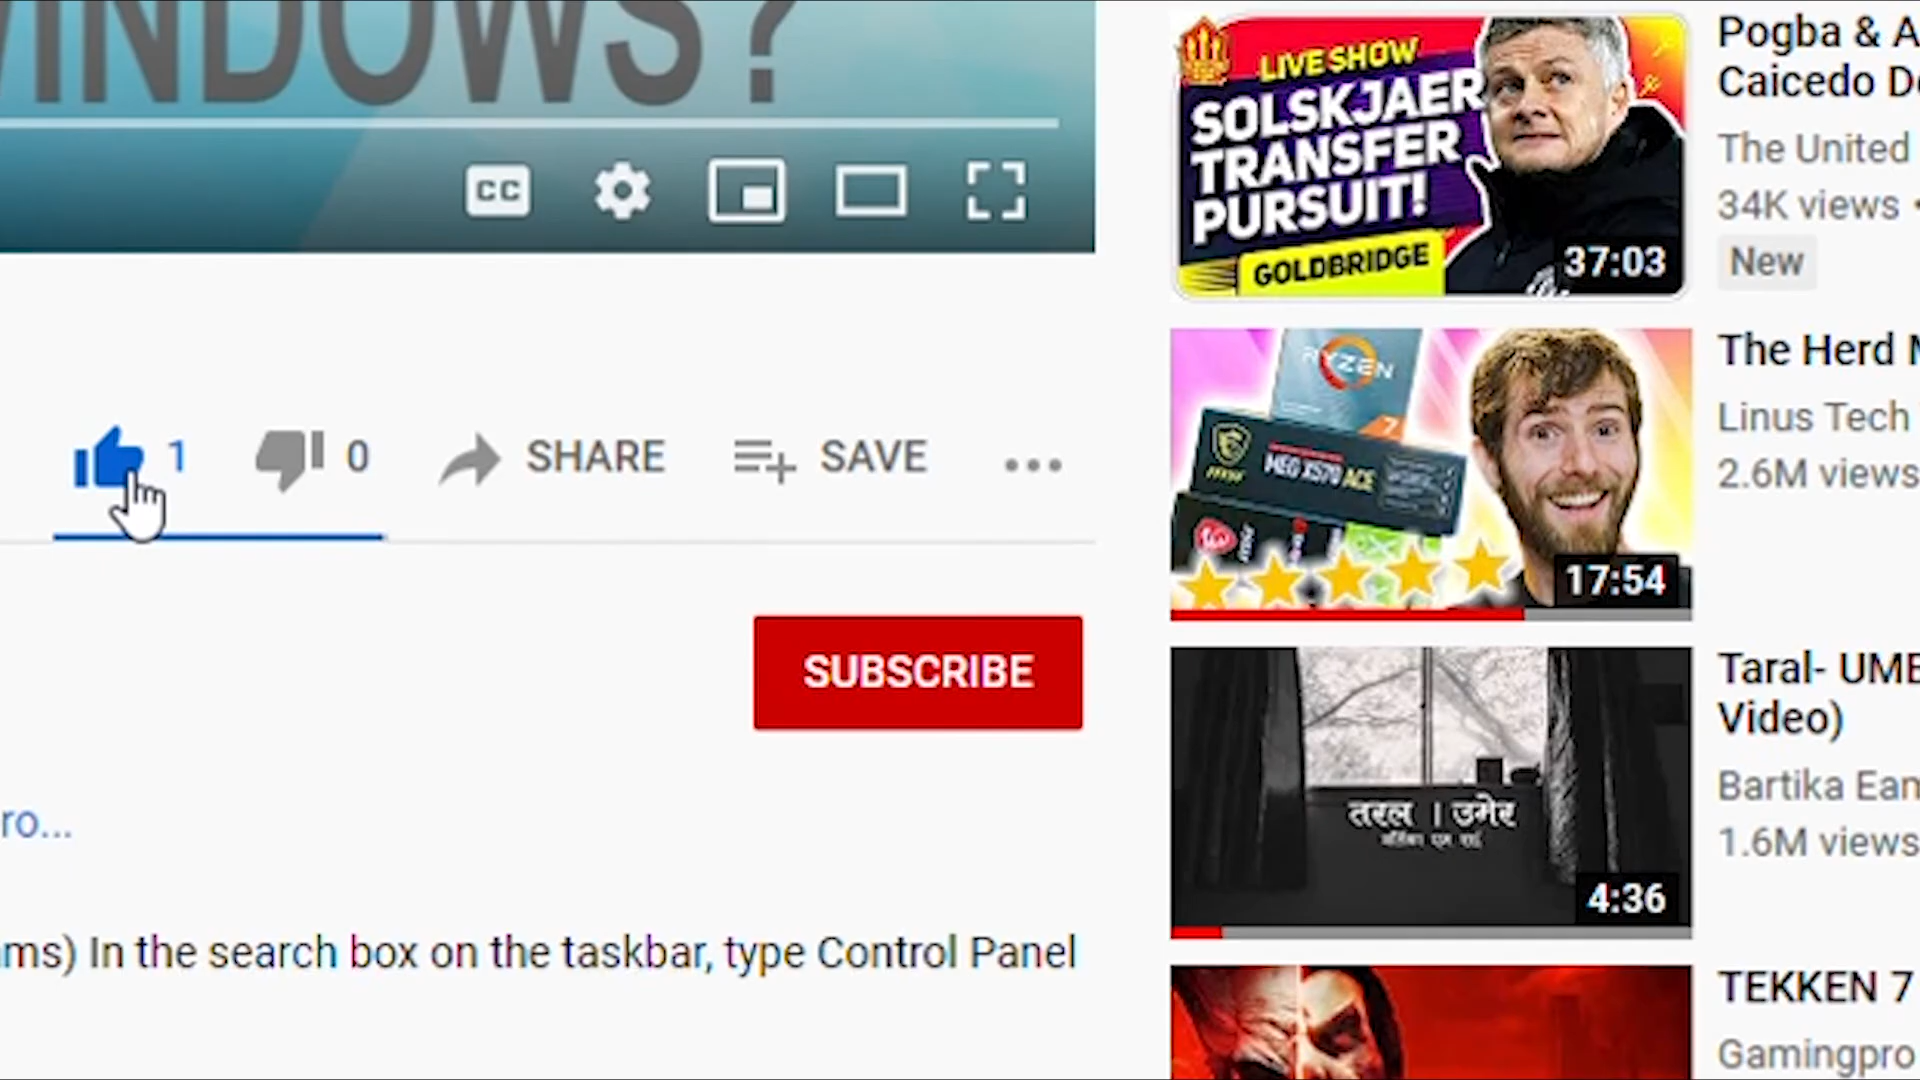 WINDOWS?
CC
1
0
SHARE
SAVE
SUBSCRIBE
ro...
ms) In the search box on the taskbar, type Control Panel
LIVE SHOW
SOLSKJAER
TRANSFER
PURSUIT!
GOLDBRIDGE
37:03
Pogba & A
Caicedo D
The United
34K views •
New
RYZEN
7
MEG X570 ACE
17:54
The Herd
Linus Tech
2.6M views
तरल । उमेर
4:36
Taral- UMB
Video)
Bartika Eam
1.6M views
TEKKEN 7
Gamingpro